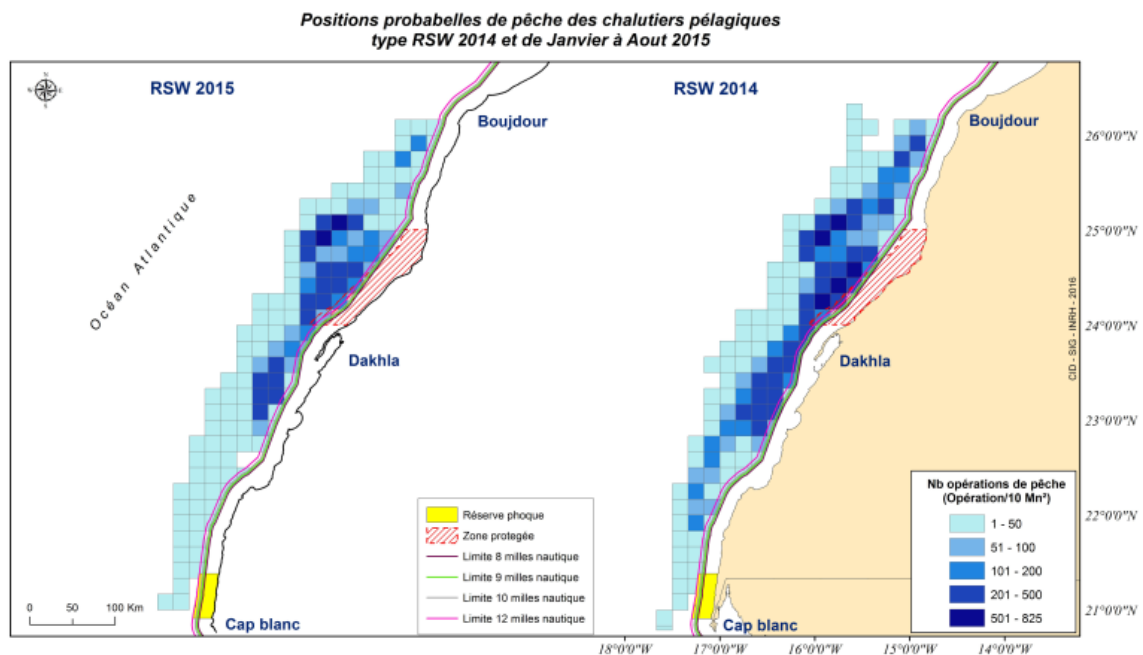 Positions probabelles de pêche des chalutiers pélagiques
type RSW 2014 et de Janvier à Aout 2015
RSW 2015
Boujdour
Océan Atlantique
Dakhla
Cap blanc
0 50 100 Km
Réserve phoque
Zone protegée
Limite 8 milles nautique
Limite 9 milles nautique
Limite 10 milles nautique
Limite 12 milles nautique
RSW 2014
Boujdour
Dakhla
Cap blanc
Nb opérations de pêche
(Opération/10 Mn²)
1 - 50
51 - 100
101 - 200
201 - 500
501 - 825
26°0'0"N
25°0'0"N
24°0'0"N
23°0'0"N
22°0'0"N
21°0'0"N
CID - SIG - INRH - 2016
18°0'0"W 17°0'0"W 16°0'0"W 15°0'0"W 14°0'0"W